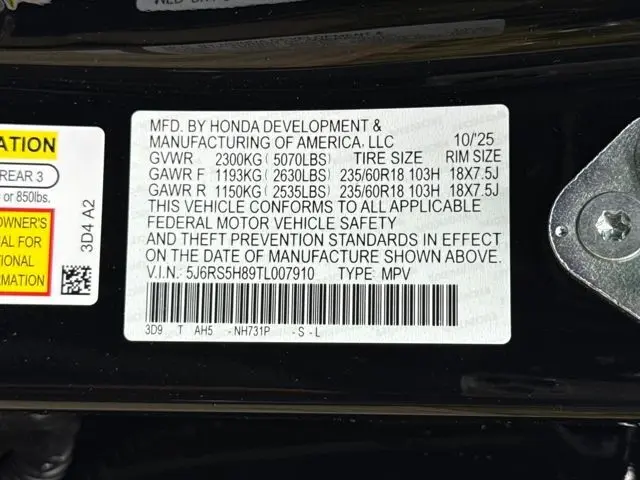 MFD. BY HONDA DEVELOPMENT &
MANUFACTURING OF AMERICA, LLC 10/25
GVWR 2300KG (5070LBS) TIRE SIZE RIM SIZE
GAWR F 1193KG (2630LBS) 235/60R18 103H 18X7.5J
GAWR R 1150KG (2535LBS) 235/60R18 103H 18X7.5J
THIS VEHICLE CONFORMS TO ALL APPLICABLE
FEDERAL MOTOR VEHICLE SAFETY
AND THEFT PREVENTION STANDARDS IN EFFECT
ON THE DATE OF MANUFACTURE SHOWN ABOVE.
V.I.N.: 5J6RS5H89TL007910 TYPE: MPV
3D9 T AH5 -NH731P -S-L
ATION
REAR 3
or 850lbs.
OWNER'S
AL FOR
TIONAL
ATION
3D4 A2